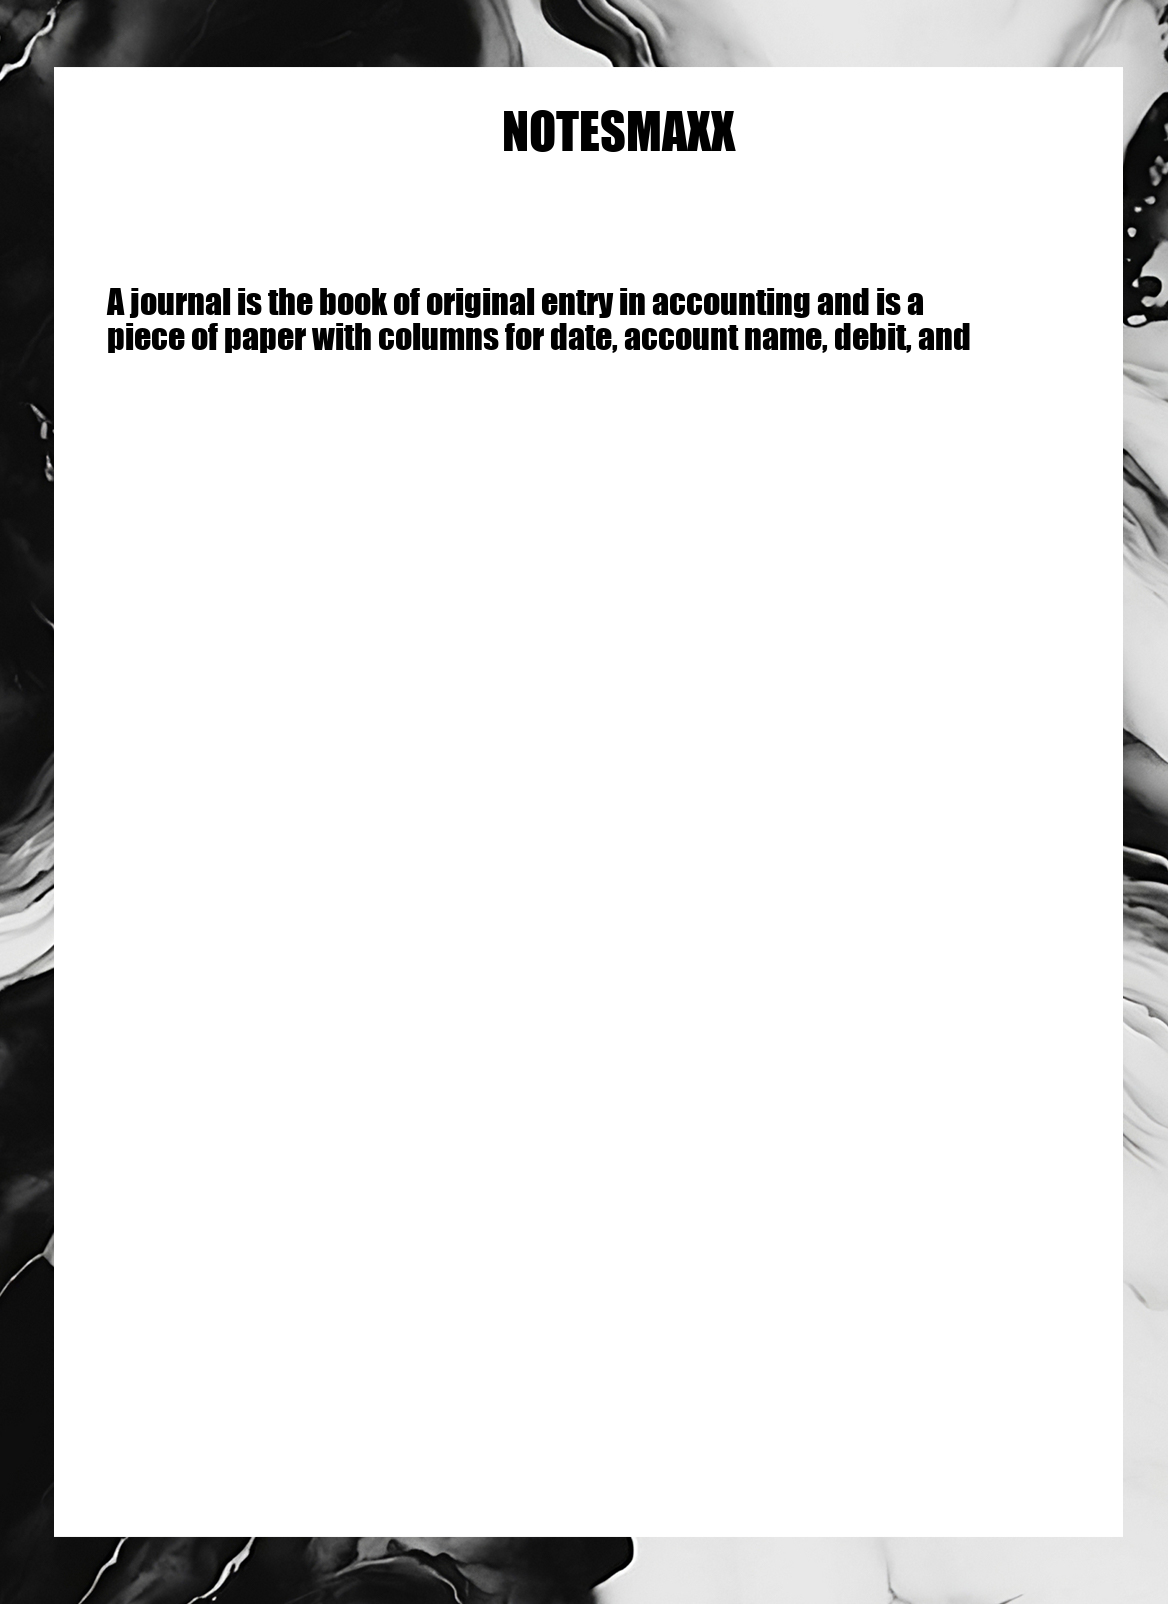 NOTESMAXX
A journal is the book of original entry in accounting and is a
piece of paper with columns for date, account name, debit, and